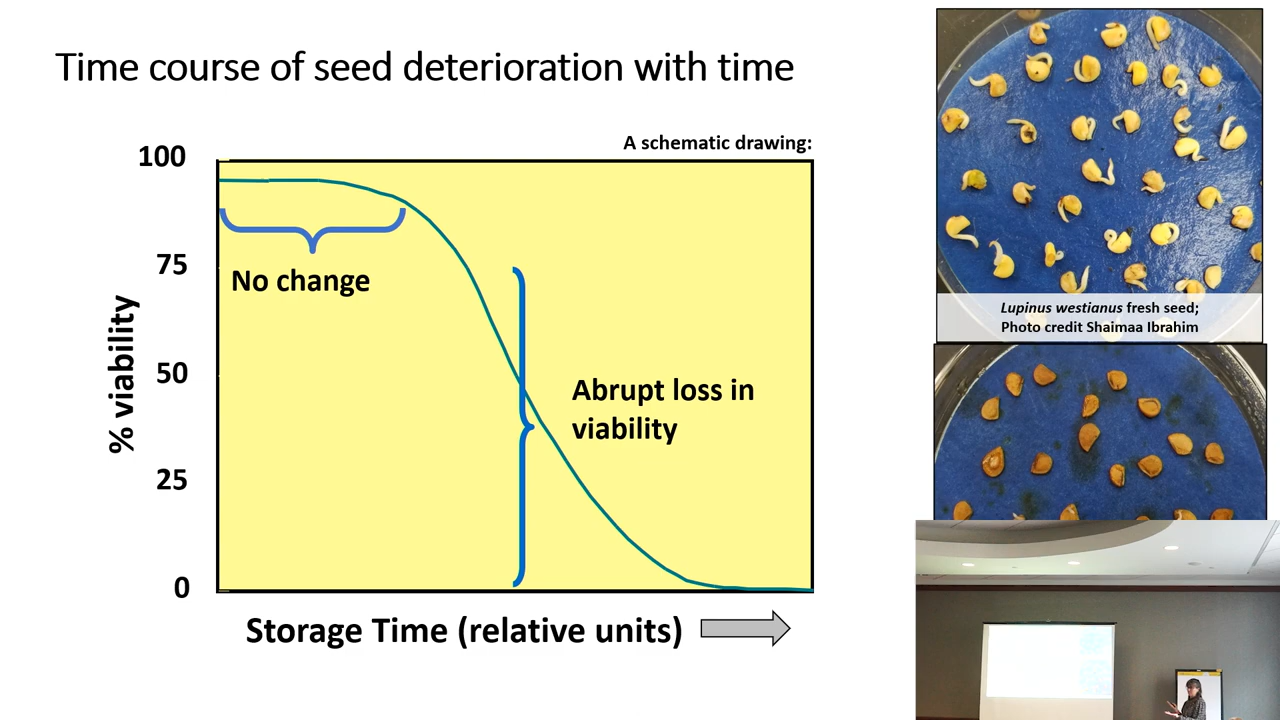 Time course of seed deterioration with time
A schematic drawing:
100
75
50
25
0
% viability
No change
Abrupt loss in
viability
Storage Time (relative units)
Lupinus westianus fresh seed;
Photo credit Shaimaa Ibrahim